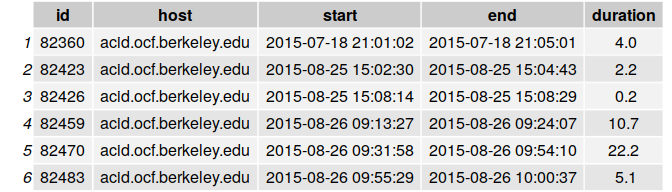 id host start end duration
1 82360 acid.ocf.berkeley.edu 2015-07-18 21:01:02 2015-07-18 21:05:01 4.0
2 82423 acid.ocf.berkeley.edu 2015-08-25 15:02:30 2015-08-25 15:04:43 2.2
3 82426 acid.ocf.berkeley.edu 2015-08-25 15:08:14 2015-08-25 15:08:29 0.2
4 82459 acid.ocf.berkeley.edu 2015-08-26 09:13:27 2015-08-26 09:24:07 10.7
5 82470 acid.ocf.berkeley.edu 2015-08-26 09:31:58 2015-08-26 09:54:10 22.2
6 82483 acid.ocf.berkeley.edu 2015-08-26 09:55:29 2015-08-26 10:00:37 5.1